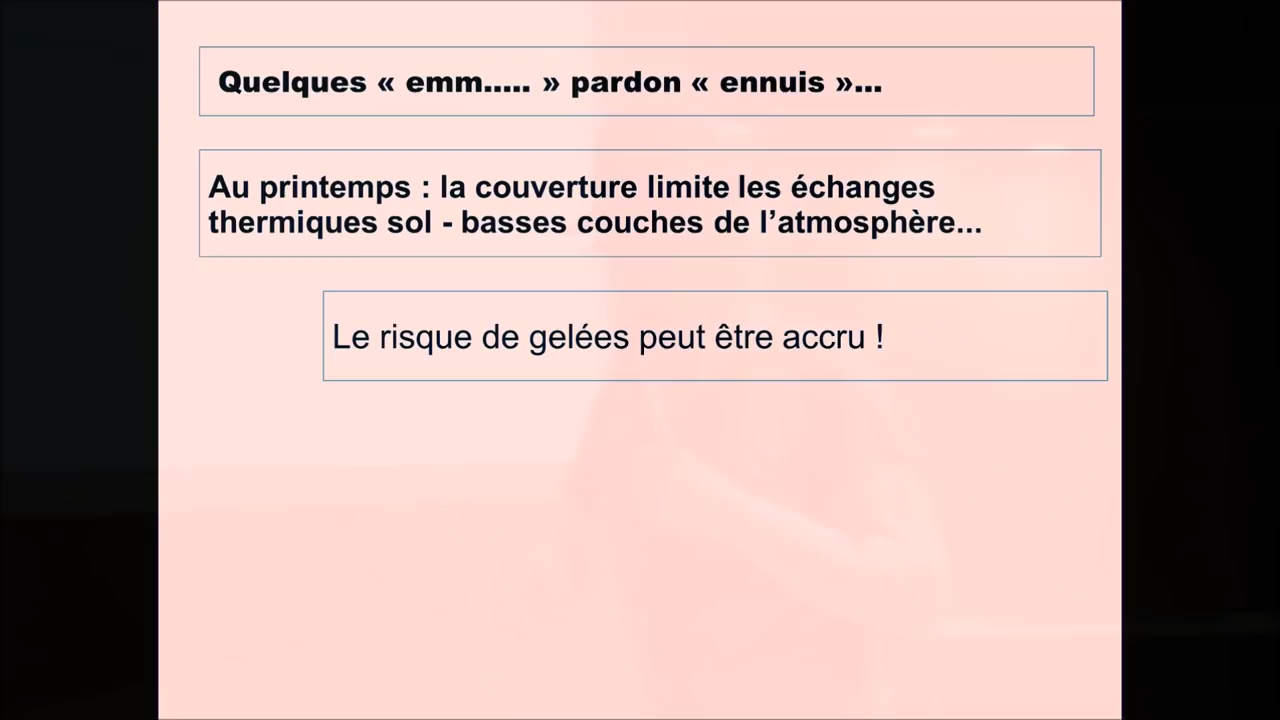 Quelques « emm..... » pardon « ennuis »...
Au printemps : la couverture limite les échanges
thermiques sol - basses couches de l’atmosphère...
Le risque de gelées peut être accru !